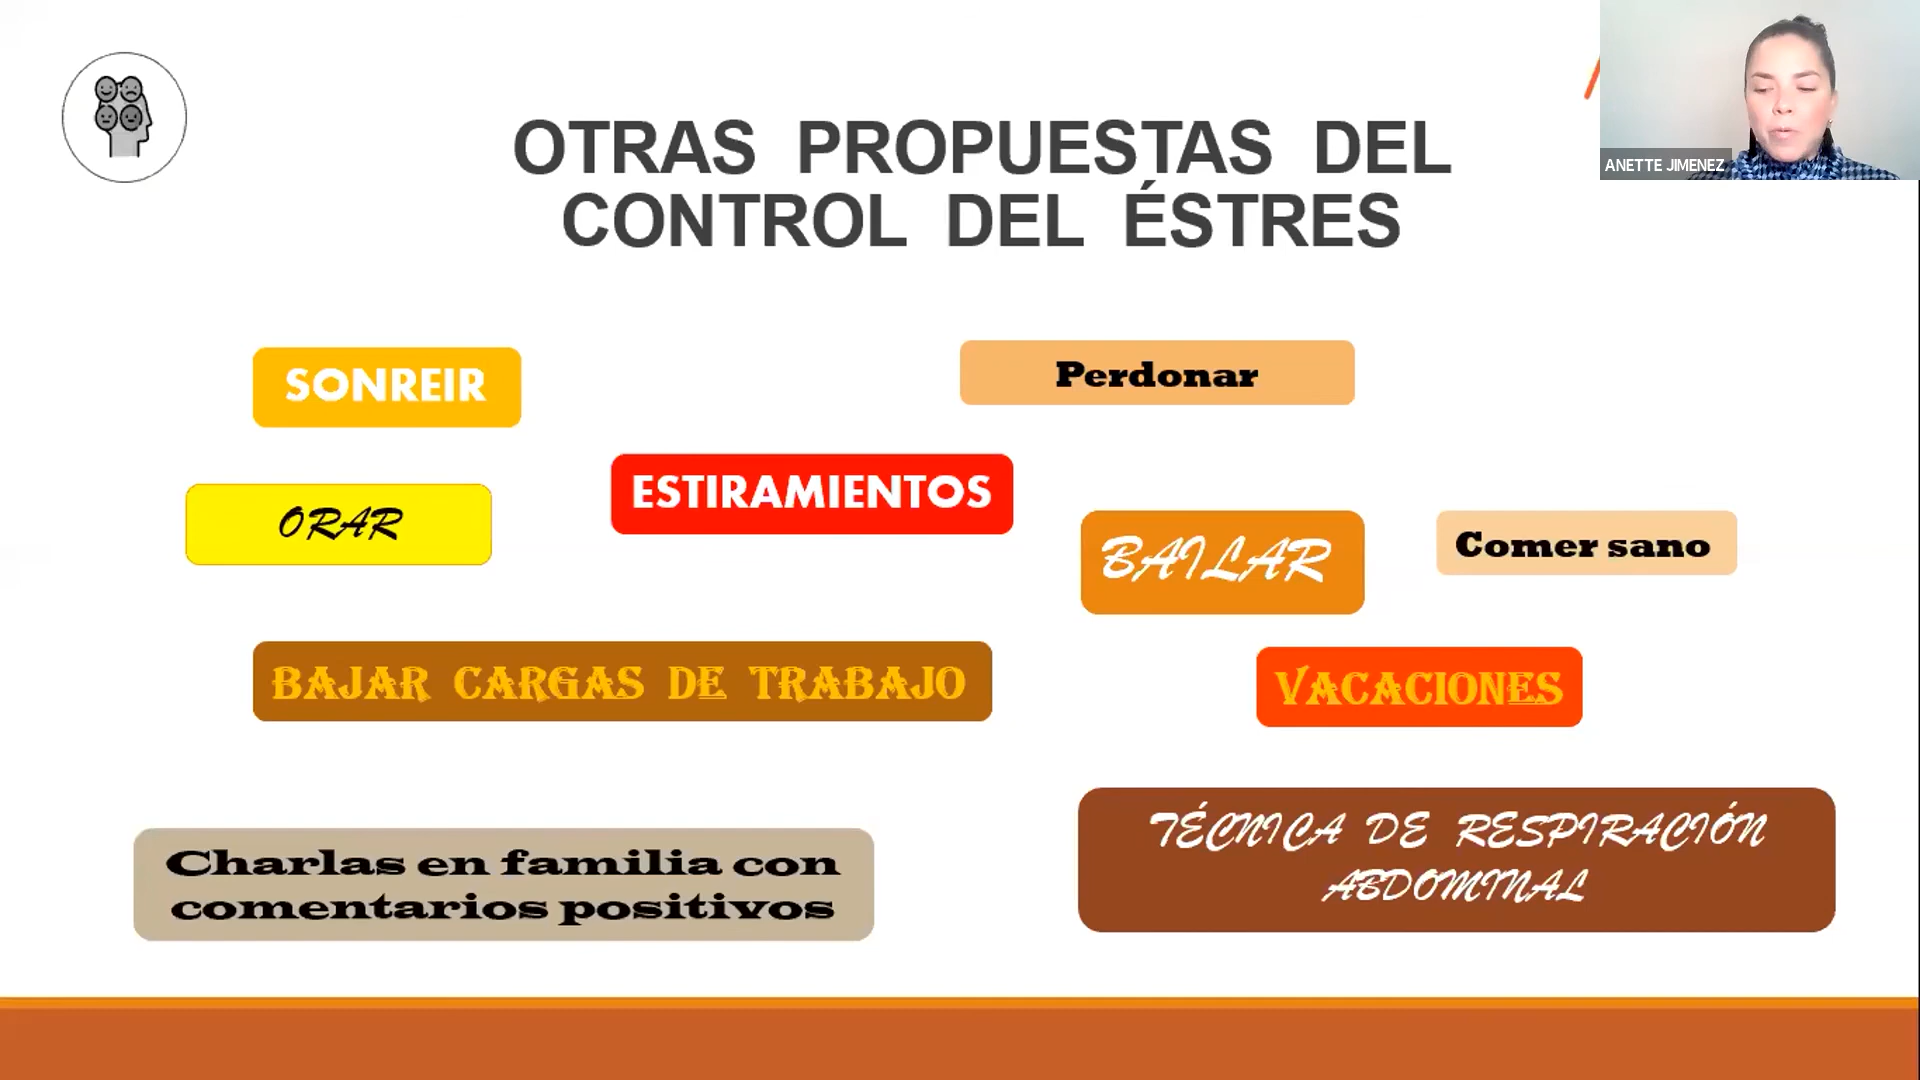 ANETTE JIMENEZ
OTRAS PROPUESTAS DEL
CONTROL DEL ÉSTRES
SONREIR
Perdonar
ESTIRAMIENTOS
ORAR
BAILAR
Comer sano
BAJAR CARGAS DE TRABAJO
VACACIONES
Charlas en familia con
comentarios positivos
TÉCNICA DE RESPIRACIÓN
ABDOMINAL